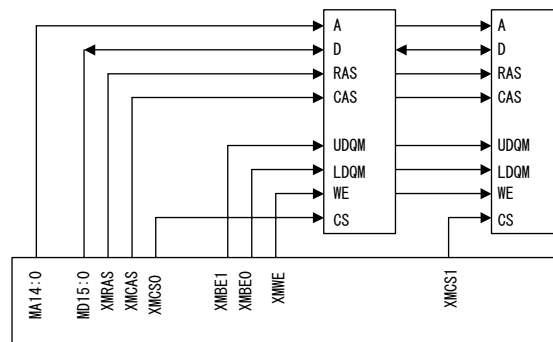 A A
D D
RAS RAS
CAS CAS
UDQM UDQM
LDQM LDQM
WE WE
CS CS
MA14:0
MD15:0
XMRAS
XMCAS
XMCS0
XMBE1
XMBE0
XMWE
XMCS1